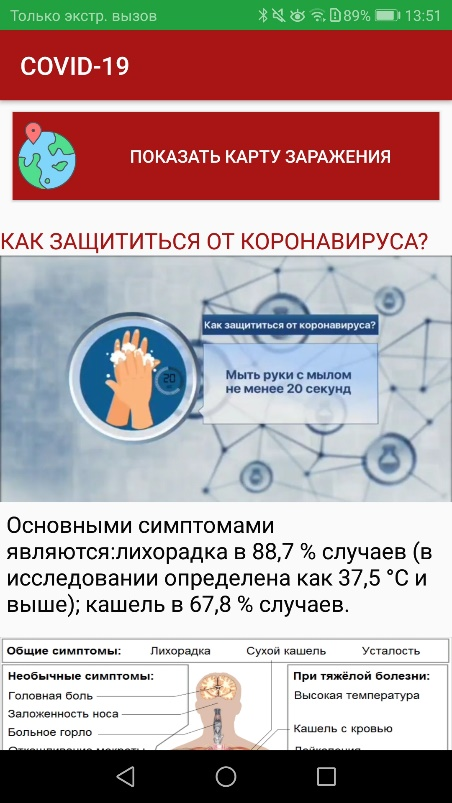 Только экстр. вызов 89% 13:51
COVID-19
ПОКАЗАТЬ КАРТУ ЗАРАЖЕНИЯ
КАК ЗАЩИТИТЬСЯ ОТ КОРОНАВИРУСА?
Как защититься от коронавируса?
20
Мыть руки с мылом
не менее 20 секунд
Основными симптомами
являются:лихорадка в 88,7 % случаев (в
исследовании определена как 37,5 °С и
выше); кашель в 67,8 % случаев.
Общие симптомы: Лихорадка Сухой кашель Усталость
Необычные симптомы:
Головная боль
Заложенность носа
Больное горло
При тяжёлой болезни:
Высокая температура
Кашель с кровью